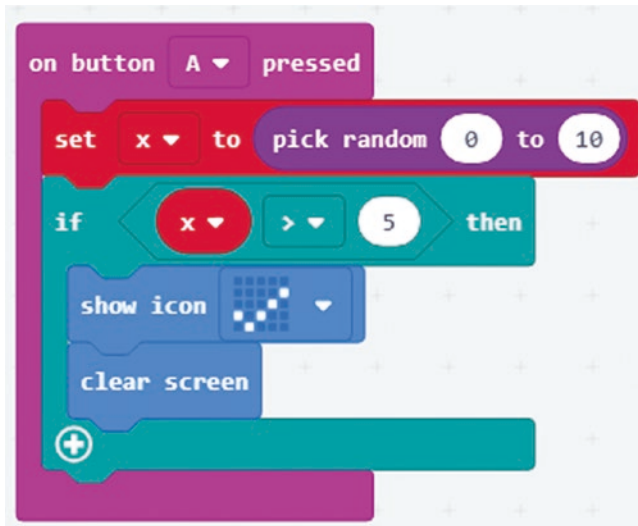 on button A pressed
set x to pick random 0 to 10
if x > 5 then
show icon
clear screen